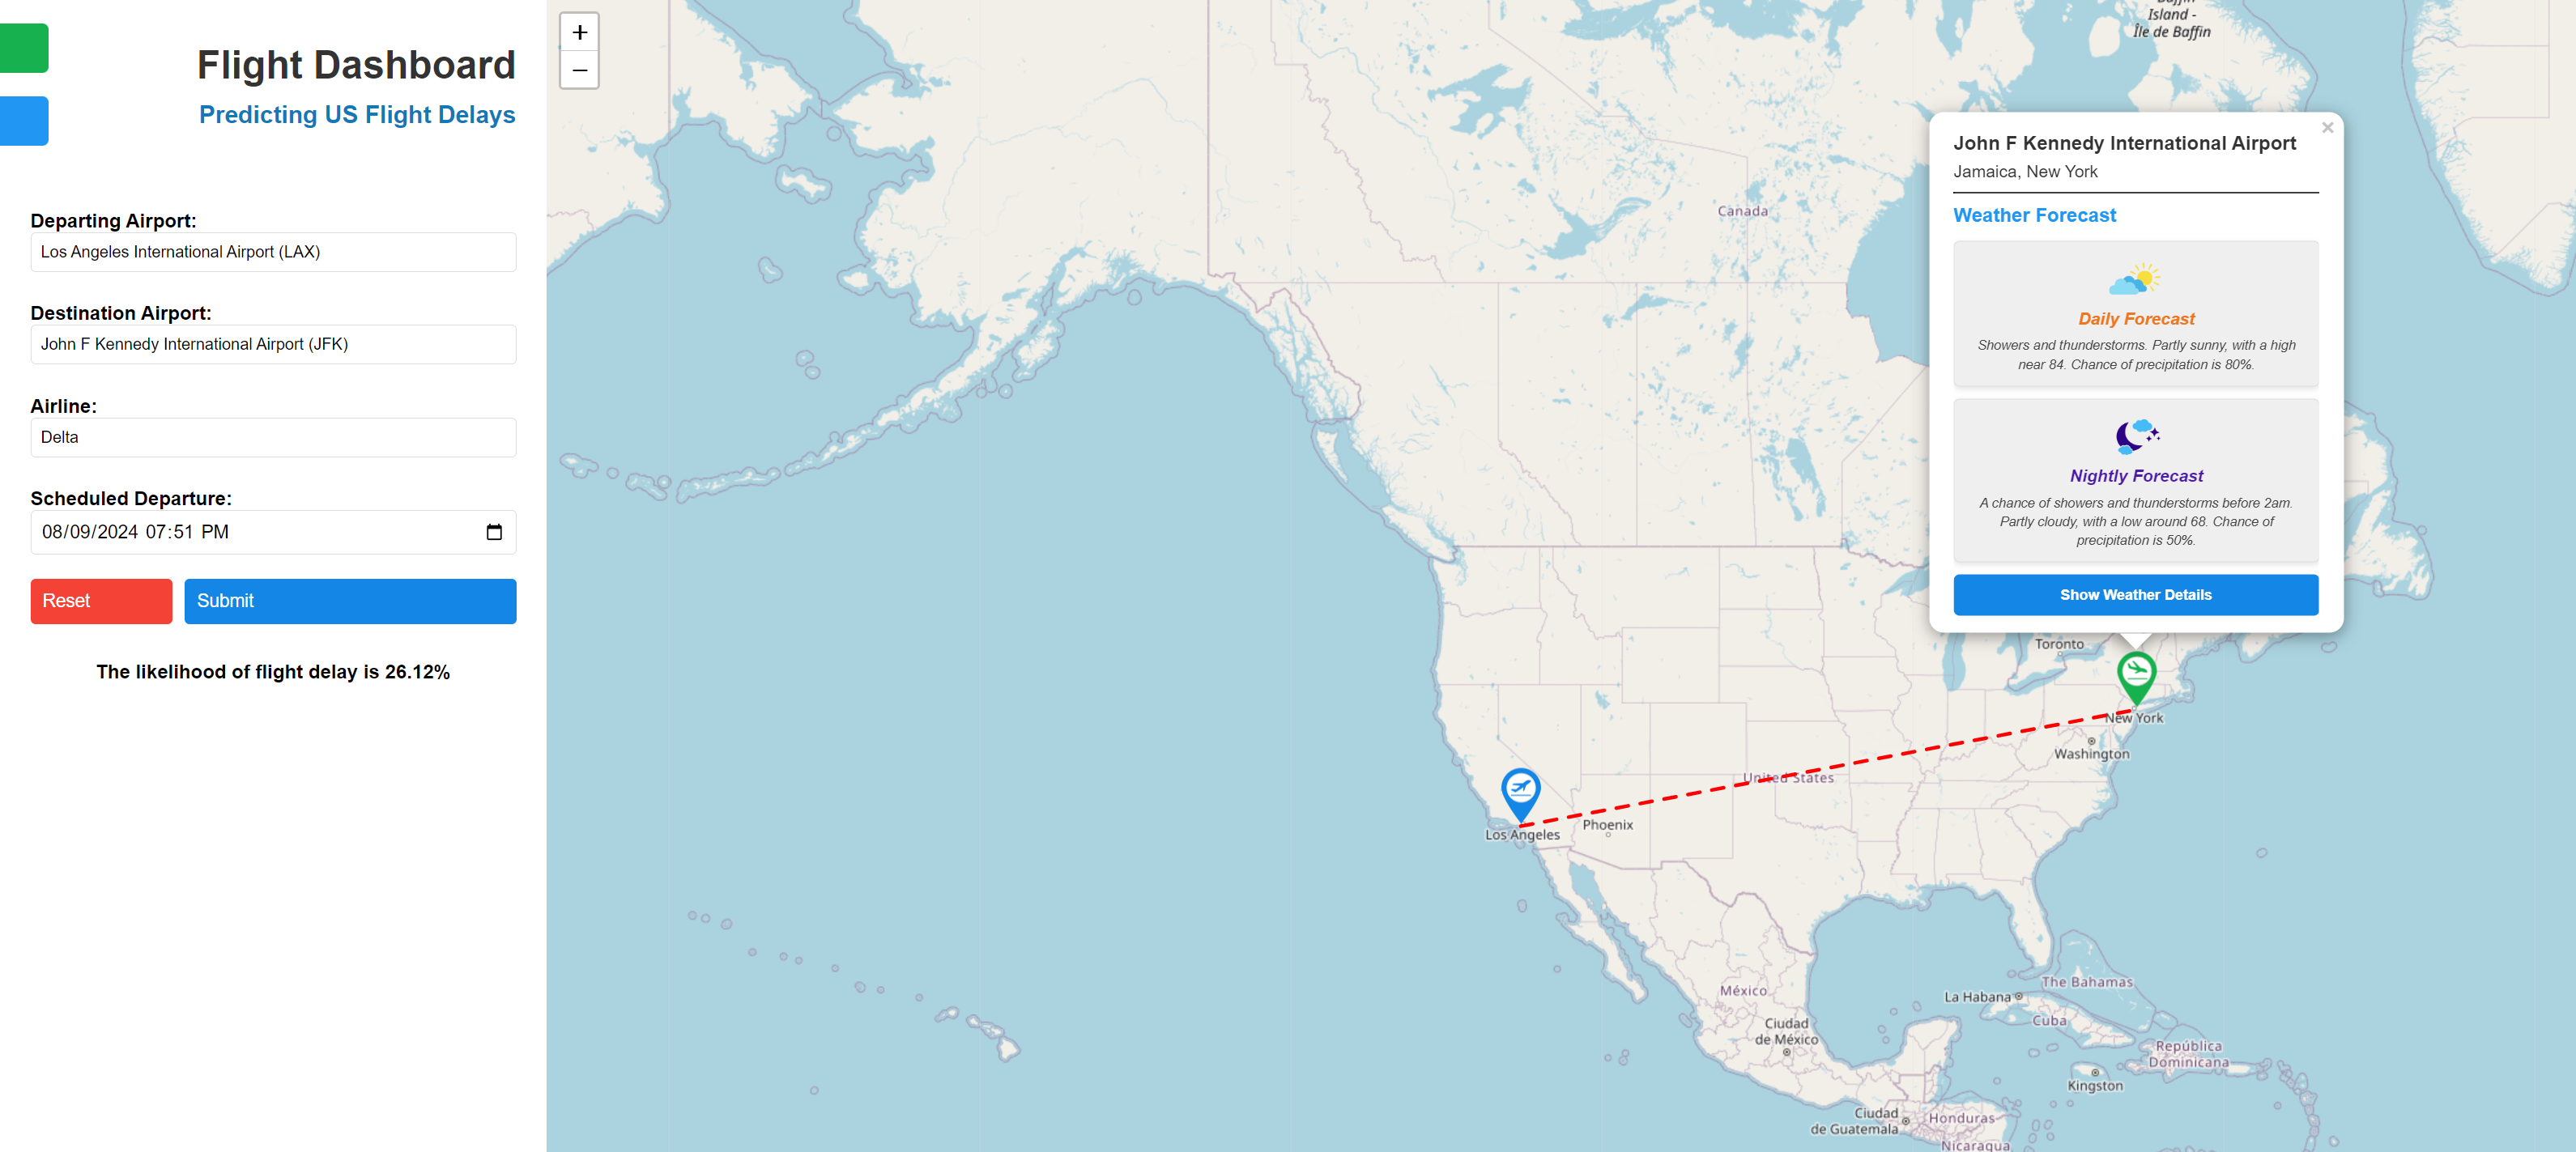 Flight Dashboard
Predicting US Flight Delays
Departing Airport:
Los Angeles International Airport (LAX)
Destination Airport:
John F Kennedy International Airport (JFK)
Airline:
Delta
Scheduled Departure:
08/09/2024 07:51 PM
Reset
Submit
The likelihood of flight delay is 26.12%
+
−
Baffin
Island -
Île de Baffin
Canada
×
John F Kennedy International Airport
Jamaica, New York
Weather Forecast
Daily Forecast
Showers and thunderstorms. Partly sunny, with a high
near 84. Chance of precipitation is 80%.
Nightly Forecast
A chance of showers and thunderstorms before 2am.
Partly cloudy, with a low around 68. Chance of
precipitation is 50%.
Show Weather Details
Toronto
New York
Washington
United States
Phoenix
Los Angeles
México
Ciudad
de México
The Bahamas
La Habana
Cuba
República
Dominicana
Kingston
Ciudad
de Guatemala
Honduras
Nicaragua